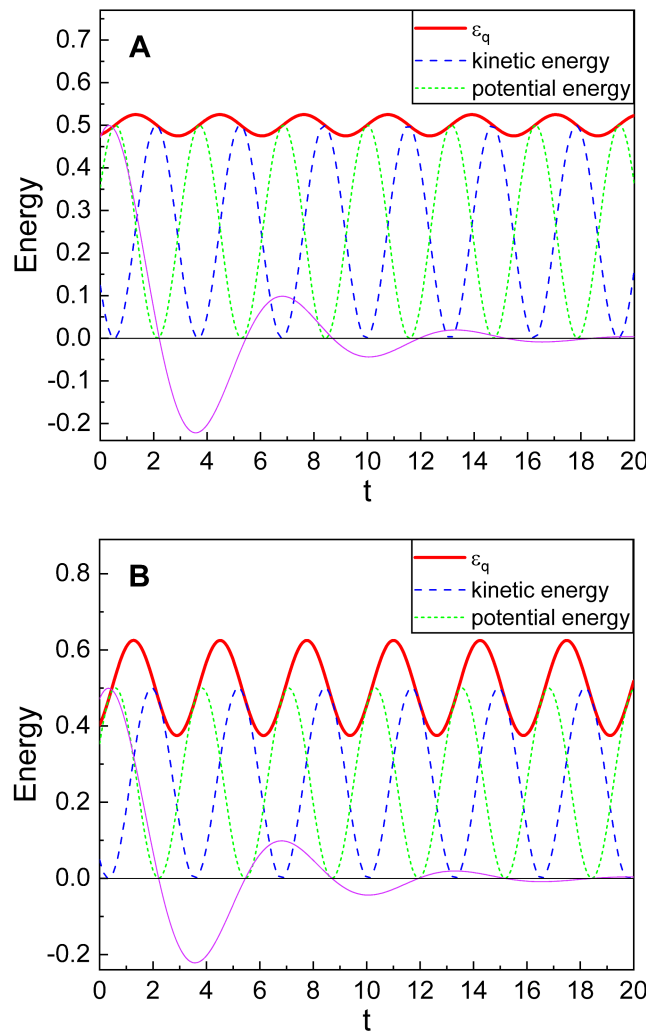 A
ε_q
kinetic energy
potential energy
Energy
0.7
0.6
0.5
0.4
0.3
0.2
0.1
0.0
-0.1
-0.2
0 2 4 6 8 10 12 14 16 18 20
t
B
ε_q
kinetic energy
potential energy
Energy
0.8
0.6
0.4
0.2
0.0
-0.2
0 2 4 6 8 10 12 14 16 18 20
t